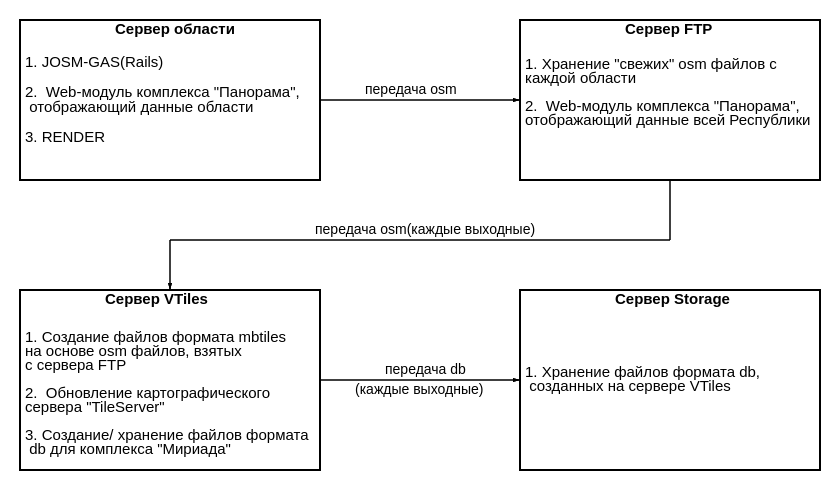 Сервер области
1. JOSM-GAS(Rails)
2.  Web-модуль комплекса "Панорама",
отображающий данные области
3. RENDER
передача osm
Сервер FTP
1. Хранение "свежих" osm файлов с
каждой области
2.  Web-модуль комплекса "Панорама",
отображающий данные всей Республики
передача osm(каждые выходные)
Сервер VTiles
1. Создание файлов формата mbtiles
на основе osm файлов, взятых
с сервера FTP
2.  Обновление картографического
сервера "TileServer"
3. Создание/ хранение файлов формата
db для комплекса "Мириада"
передача db
(каждые выходные)
Сервер Storage
1. Хранение файлов формата db,
созданных на сервере VTiles